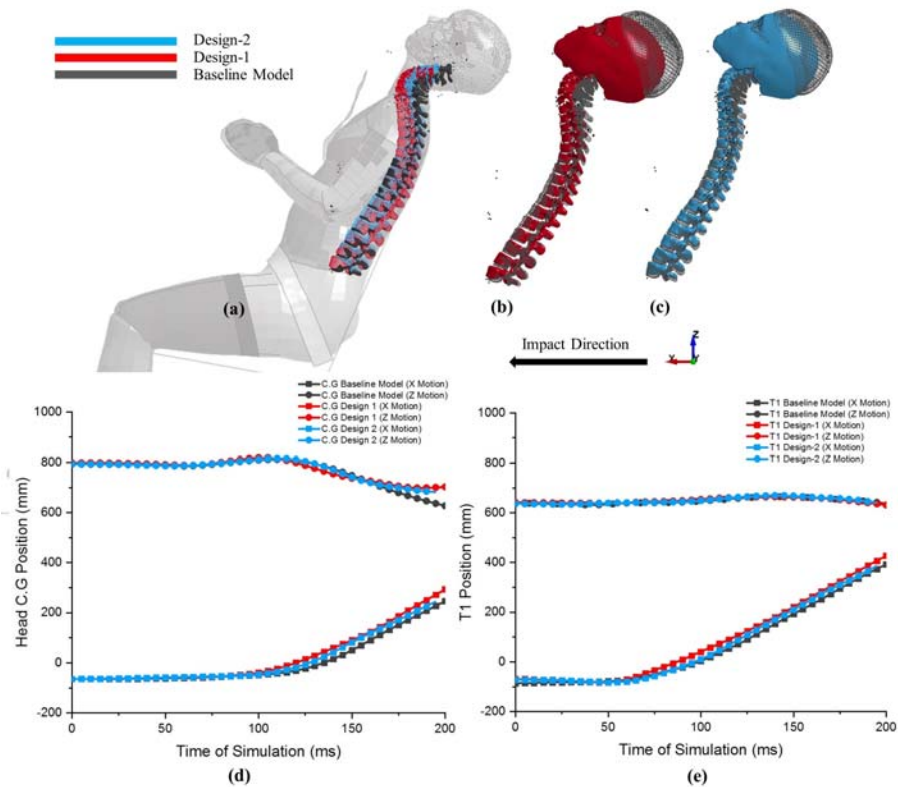 Design-2
Design-1
Baseline Model
(a)
(b)
(c)
Impact Direction
Z
X
Y
C.G Baseline Model (X Motion)
C.G Baseline Model (Z Motion)
C.G Design 1 (X Motion)
C.G Design 1 (Z Motion)
C.G Design 2 (X Motion)
C.G Design 2 (Z Motion)
1000
800
600
400
200
0
-200
Head C.G Position (mm)
0
50
100
150
200
Time of Simulation (ms)
(d)
T1 Baseline Model (X Motion)
T1 Baseline Model (Z Motion)
T1 Design-1 (X Motion)
T1 Design-1 (Z Motion)
T1 Design-2 (X Motion)
T1 Design-2 (Z Motion)
1000
800
600
400
200
0
-200
T1 Position (mm)
0
50
100
150
200
Time of Simulation (ms)
(e)